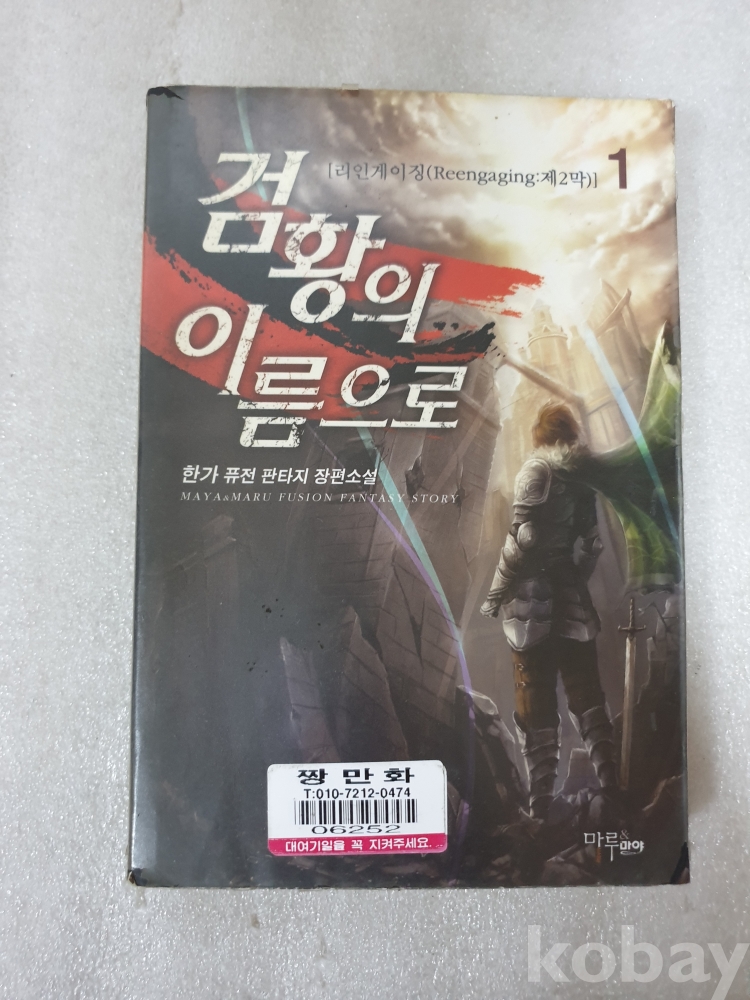 [리인게이징(Reengaging:제2막)] 1
검황의
이름으로
한가 퓨전 판타지 장편소설
MAYA&MARU FUSION FANTASY STORY
짱만화
T:010-7212-0474
06252
대여기일을 꼭 지켜주세요.
마루&
마야
kobay